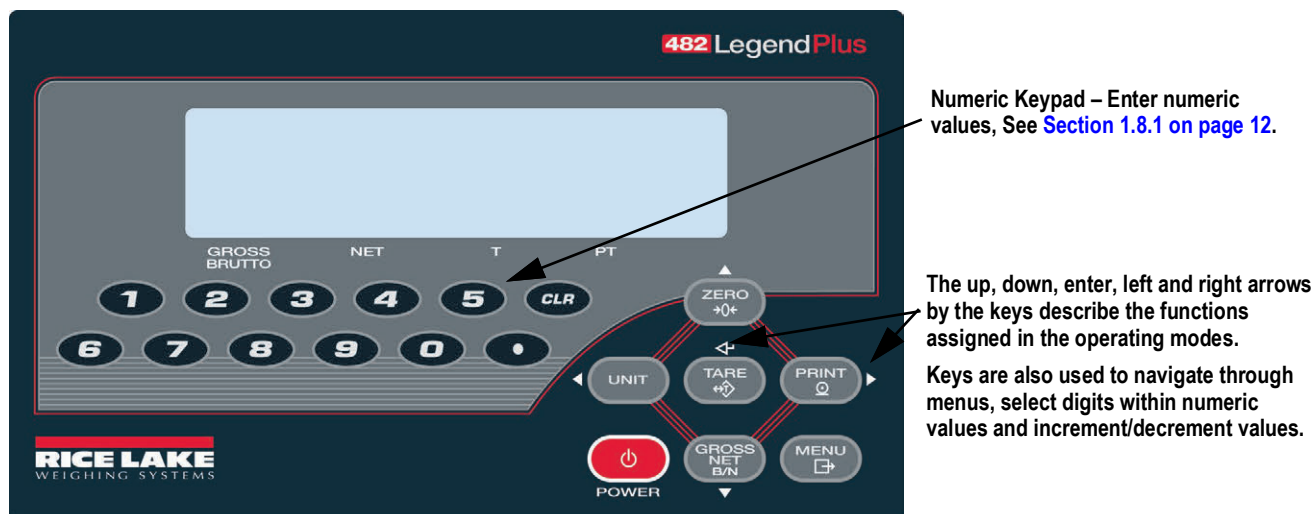 482 LegendPlus
GROSS
BRUTTO
NET
T
PT
1 2 3 4 5 CLR
6 7 8 9 0 •
ZERO
→0←
UNIT
TARE
↔T
PRINT
GROSS
NET
B/N
MENU
POWER
RICE LAKE
WEIGHING SYSTEMS
Numeric Keypad – Enter numeric
values, See Section 1.8.1 on page 12.
The up, down, enter, left and right arrows
by the keys describe the functions
assigned in the operating modes.
Keys are also used to navigate through
menus, select digits within numeric
values and increment/decrement values.